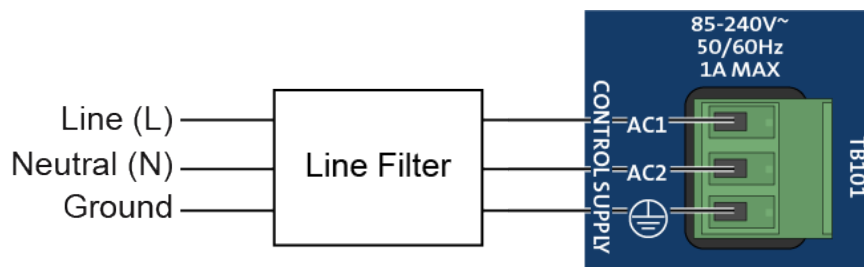 85-240V~
50/60Hz
1A MAX
Line (L)
Neutral (N)
Ground
Line Filter
CONTROL SUPPLY
AC1
AC2
TB101